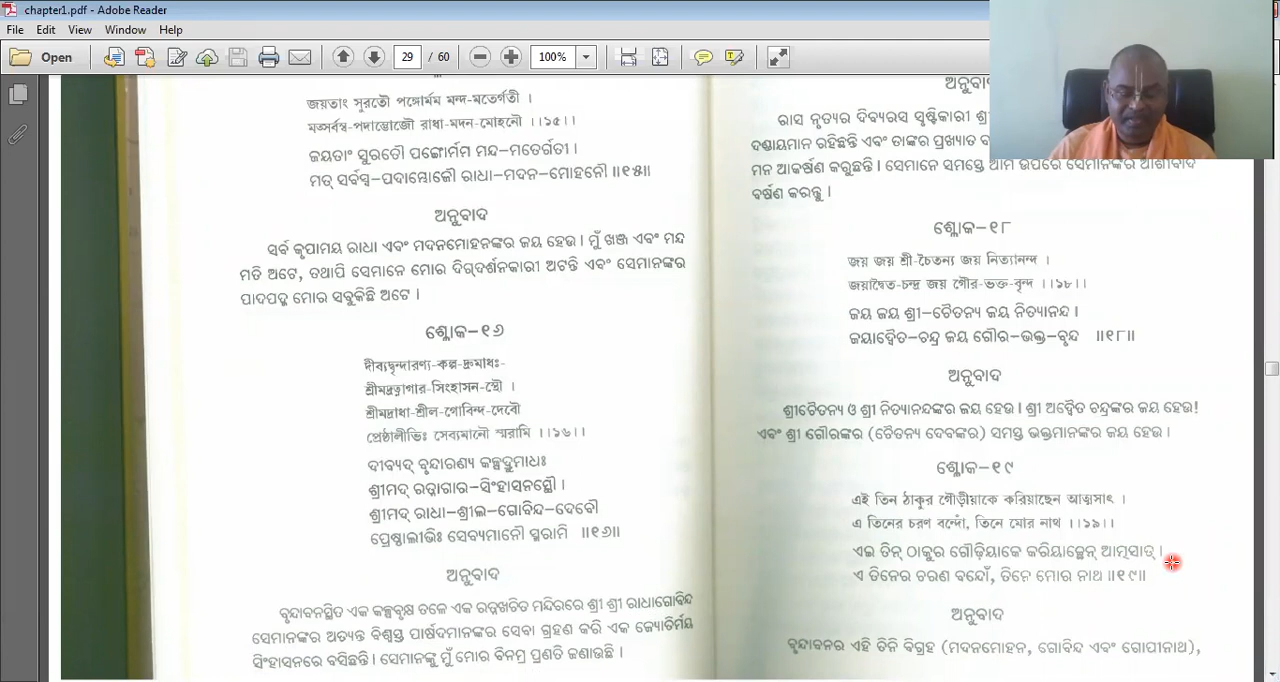 chapter1.pdf - Adobe Reader
File Edit View Window Help
Open 29 / 60 100%
জয়তাং সুরতৌ পঙ্গোর্মম মন্দ-মতের্গতী ।
মৎসর্বস্ব-পদাম্ভোজৌ রাধা-মদন-মোহনৌ ।।১৫।।
ଜୟତାଂ ସୁରତୌ ପଙ୍ଗୋର୍ମମ ମନ୍ଦ-ମତେର୍ଗତୀ ।
ମତ୍ ସର୍ବସ୍ୱ-ପଦାମ୍ଭୋଜୌ ରାଧା-ମଦନ-ମୋହନୌ ॥୧୫॥
ଅନୁବାଦ
ସର୍ବ କୃପାମୟ ରାଧା ଏବଂ ମଦନମୋହନଙ୍କର ଜୟ ହେଉ । ମୁଁ ଖଞ୍ଜ ଏବଂ ମନ୍ଦ
ମତି ଅଟେ, ତଥାପି ସେମାନେ ମୋର ଦିଗ୍‌ଦର୍ଶନକାରୀ ଅଟନ୍ତି ଏବଂ ସେମାନଙ୍କର
ପାଦପଦ୍ମ ମୋର ସବୁକିଛି ଅଟେ ।
ଶ୍ଳୋକ-୧୬
দীব্যদ্বৃন্দারণ্য-কল্প-দ্রুমাধঃ-
শ্রীমদ্রত্নাগার-সিংহাসন-স্থৌ ।
শ্রীমদ্রাধা-শ্রীল-গোবিন্দ-দেবৌ
প্রেষ্ঠালীভিঃ সেব্যমানৌ স্মরামি ।।১৬।।
ଦୀବ୍ୟଦ୍ ବୃନ୍ଦାରଣ୍ୟ କଳ୍ପଦ୍ରୁମାଧଃ
ଶ୍ରୀମଦ୍ ରତ୍ନାଗାର-ସିଂହାସନସ୍ଥୌ ।
ଶ୍ରୀମଦ୍ ରାଧା-ଶ୍ରୀଲ-ଗୋବିନ୍ଦ-ଦେବୌ
ପ୍ରେଷ୍ଠାଲୀଭିଃ ସେବ୍ୟମାନୌ ସ୍ମରାମି ॥୧୬॥
ଅନୁବାଦ
ବୃନ୍ଦାବନସ୍ଥିତ ଏକ କଳ୍ପବୃକ୍ଷ ତଳେ ଏକ ରତ୍ନଖଚିତ ମନ୍ଦିରରେ ଶ୍ରୀ ଶ୍ରୀ ରାଧାଗୋବିନ୍ଦ
ସେମାନଙ୍କର ଅତ୍ୟନ୍ତ ବିଶ୍ୱସ୍ତ ପାର୍ଷଦମାନଙ୍କର ସେବା ଗ୍ରହଣ କରି ଏକ ଜ୍ୟୋତିର୍ମୟ
ସିଂହାସନରେ ବସିଛନ୍ତି । ସେମାନଙ୍କୁ ମୁଁ ମୋର ବିନମ୍ର ପ୍ରଣତି ଜଣାଉଛି ।
ରାସ ନୃତ୍ୟର ଦିବ୍ୟରସ ସୃଷ୍ଟିକାରୀ
ଦଣ୍ଡାୟମାନ ରହିଛନ୍ତି ଏବଂ ତାଙ୍କର ପ୍ରଖ୍ୟାତ
ମନ ଆକର୍ଷଣ କରୁଛନ୍ତି । ସେମାନେ ସମସ୍ତେ ଆମ ଉପରେ ସେମାନଙ୍କର ଆଶୀର୍ବାଦ
ବର୍ଷଣ କରନ୍ତୁ ।
ଶ୍ଳୋକ-୧୮
জয় জয় শ্রী-চৈতন্য জয় নিত্যানন্দ ।
জয়াদ্বৈত-চন্দ্র জয় গৌর-ভক্ত-বৃন্দ ।।১৮।।
ଜୟ ଜୟ ଶ୍ରୀ-ଚୈତନ୍ୟ ଜୟ ନିତ୍ୟାନନ୍ଦ ।
ଜୟାଦ୍ୱୈତ-ଚନ୍ଦ୍ର ଜୟ ଗୌର-ଭକ୍ତ-ବୃନ୍ଦ ॥୧୮॥
ଅନୁବାଦ
ଶ୍ରୀଚୈତନ୍ୟ ଓ ଶ୍ରୀ ନିତ୍ୟାନନ୍ଦଙ୍କର ଜୟ ହେଉ । ଶ୍ରୀ ଅଦ୍ୱୈତ ଚନ୍ଦ୍ରଙ୍କର ଜୟ ହେଉ!
ଏବଂ ଶ୍ରୀ ଗୌରଙ୍କର (ଚୈତନ୍ୟ ଦେବଙ୍କର) ସମସ୍ତ ଭକ୍ତମାନଙ୍କର ଜୟ ହେଉ ।
ଶ୍ଳୋକ-୧୯
এই তিন ঠাকুর গৌড়ীয়াকে করিয়াছেন আত্মসাৎ ।
এ তিনের চরণ বন্দোঁ, তিনে মোর নাথ ।।১৯।।
ଏଇ ତିନ୍ ଠାକୁର ଗୌଡ଼ିୟାକେ କରିୟାଚ୍ଛେନ୍ ଆତ୍ମସାତ୍ ।
ଏ ତିନେର ଚରଣ ବନ୍ଦୋଁ, ତିନେ ମୋର ନାଥ ॥୧୯॥
ଅନୁବାଦ
ବୃନ୍ଦାବନର ଏହି ତିନି ବିଗ୍ରହ (ମଦନମୋହନ, ଗୋବିନ୍ଦ ଏବଂ ଗୋପୀନାଥ),